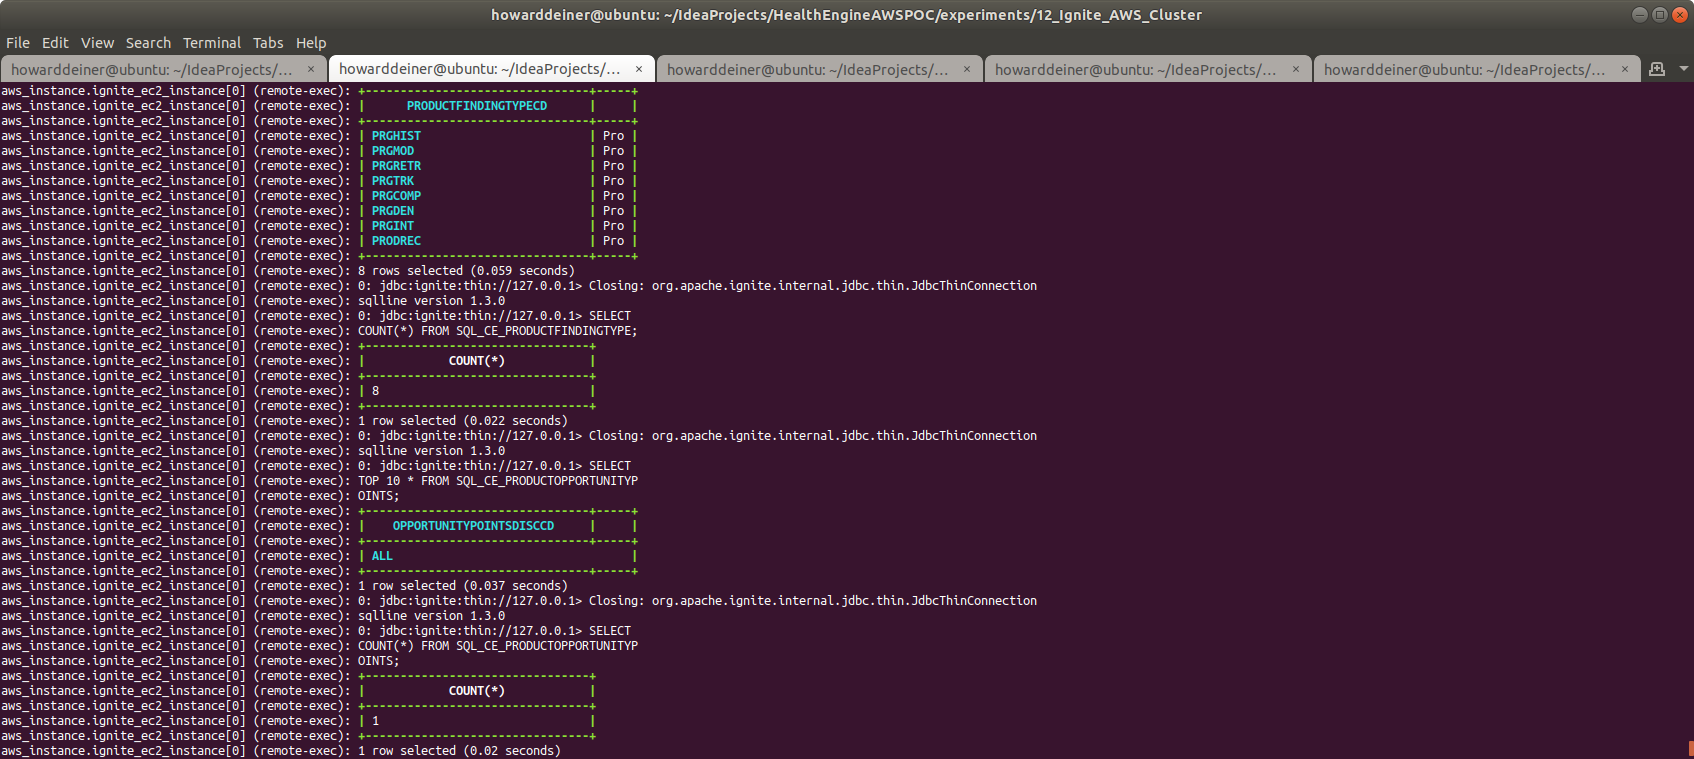 howarddeiner@ubuntu: ~/IdeaProjects/HealthEngineAWSPOC/experiments/12_Ignite_AWS_Cluster
File Edit View Search Terminal Tabs Help
howarddeiner@ubuntu: ~/IdeaProjects/... × howarddeiner@ubuntu: ~/IdeaProjects/... × howarddeiner@ubuntu: ~/IdeaProjects/... × howarddeiner@ubuntu: ~/IdeaProjects/... × howarddeiner@ubuntu: ~/IdeaProjects/... ×
aws_instance.ignite_ec2_instance[0] (remote-exec): +--------------------------------+-----+
aws_instance.ignite_ec2_instance[0] (remote-exec): |      PRODUCTFINDINGTYPECD      |     |
aws_instance.ignite_ec2_instance[0] (remote-exec): +--------------------------------+-----+
aws_instance.ignite_ec2_instance[0] (remote-exec): | PRGHIST                        | Pro |
aws_instance.ignite_ec2_instance[0] (remote-exec): | PRGMOD                         | Pro |
aws_instance.ignite_ec2_instance[0] (remote-exec): | PRGRETR                        | Pro |
aws_instance.ignite_ec2_instance[0] (remote-exec): | PRGTRK                         | Pro |
aws_instance.ignite_ec2_instance[0] (remote-exec): | PRGCOMP                        | Pro |
aws_instance.ignite_ec2_instance[0] (remote-exec): | PRGDEN                         | Pro |
aws_instance.ignite_ec2_instance[0] (remote-exec): | PRGINT                         | Pro |
aws_instance.ignite_ec2_instance[0] (remote-exec): | PRODREC                        | Pro |
aws_instance.ignite_ec2_instance[0] (remote-exec): +--------------------------------+-----+
aws_instance.ignite_ec2_instance[0] (remote-exec): 8 rows selected (0.059 seconds)
aws_instance.ignite_ec2_instance[0] (remote-exec): 0: jdbc:ignite:thin://127.0.0.1> Closing: org.apache.ignite.internal.jdbc.thin.JdbcThinConnection
aws_instance.ignite_ec2_instance[0] (remote-exec): sqlline version 1.3.0
aws_instance.ignite_ec2_instance[0] (remote-exec): 0: jdbc:ignite:thin://127.0.0.1> SELECT
aws_instance.ignite_ec2_instance[0] (remote-exec): COUNT(*) FROM SQL_CE_PRODUCTFINDINGTYPE;
aws_instance.ignite_ec2_instance[0] (remote-exec): +--------------------------------+
aws_instance.ignite_ec2_instance[0] (remote-exec): |            COUNT(*)            |
aws_instance.ignite_ec2_instance[0] (remote-exec): +--------------------------------+
aws_instance.ignite_ec2_instance[0] (remote-exec): | 8                              |
aws_instance.ignite_ec2_instance[0] (remote-exec): +--------------------------------+
aws_instance.ignite_ec2_instance[0] (remote-exec): 1 row selected (0.022 seconds)
aws_instance.ignite_ec2_instance[0] (remote-exec): 0: jdbc:ignite:thin://127.0.0.1> Closing: org.apache.ignite.internal.jdbc.thin.JdbcThinConnection
aws_instance.ignite_ec2_instance[0] (remote-exec): sqlline version 1.3.0
aws_instance.ignite_ec2_instance[0] (remote-exec): 0: jdbc:ignite:thin://127.0.0.1> SELECT
aws_instance.ignite_ec2_instance[0] (remote-exec): TOP 10 * FROM SQL_CE_PRODUCTOPPORTUNITYP
aws_instance.ignite_ec2_instance[0] (remote-exec): OINTS;
aws_instance.ignite_ec2_instance[0] (remote-exec): +--------------------------------+-----+
aws_instance.ignite_ec2_instance[0] (remote-exec): |    OPPORTUNITYPOINTSDISCCD     |     |
aws_instance.ignite_ec2_instance[0] (remote-exec): +--------------------------------+-----+
aws_instance.ignite_ec2_instance[0] (remote-exec): | ALL                                  |
aws_instance.ignite_ec2_instance[0] (remote-exec): +--------------------------------+-----+
aws_instance.ignite_ec2_instance[0] (remote-exec): 1 row selected (0.037 seconds)
aws_instance.ignite_ec2_instance[0] (remote-exec): 0: jdbc:ignite:thin://127.0.0.1> Closing: org.apache.ignite.internal.jdbc.thin.JdbcThinConnection
aws_instance.ignite_ec2_instance[0] (remote-exec): sqlline version 1.3.0
aws_instance.ignite_ec2_instance[0] (remote-exec): 0: jdbc:ignite:thin://127.0.0.1> SELECT
aws_instance.ignite_ec2_instance[0] (remote-exec): COUNT(*) FROM SQL_CE_PRODUCTOPPORTUNITYP
aws_instance.ignite_ec2_instance[0] (remote-exec): OINTS;
aws_instance.ignite_ec2_instance[0] (remote-exec): +--------------------------------+
aws_instance.ignite_ec2_instance[0] (remote-exec): |            COUNT(*)            |
aws_instance.ignite_ec2_instance[0] (remote-exec): +--------------------------------+
aws_instance.ignite_ec2_instance[0] (remote-exec): | 1                              |
aws_instance.ignite_ec2_instance[0] (remote-exec): +--------------------------------+
aws_instance.ignite_ec2_instance[0] (remote-exec): 1 row selected (0.02 seconds)